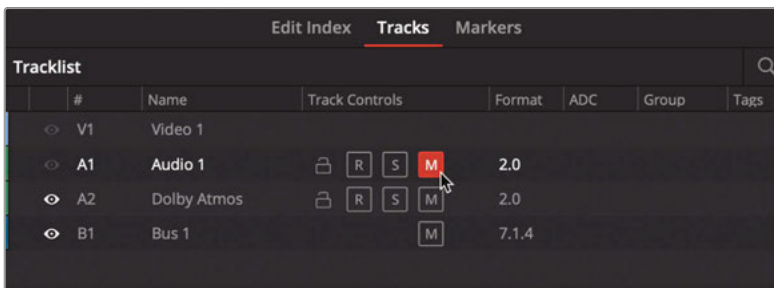 Edit Index Tracks Markers
Tracklist
# Name Track Controls Format ADC Group Tags
V1 Video 1
A1 Audio 1 R S M 2.0
A2 Dolby Atmos R S M 2.0
B1 Bus 1 M 7.1.4